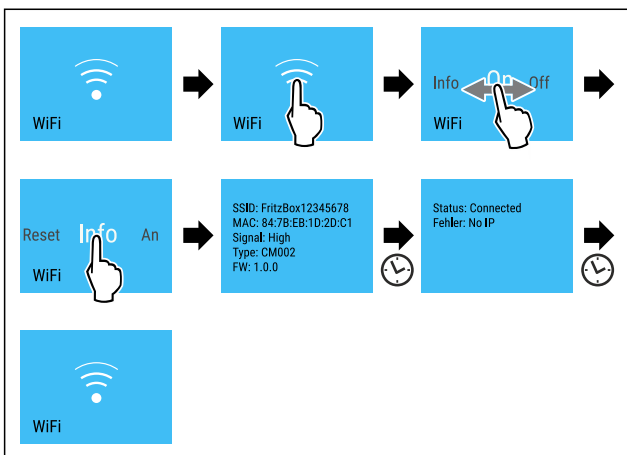 WiFi
WiFi
Info On Off
WiFi
Reset Info An
WiFi
SSID: FritzBox12345678
MAC: 84:7B:EB:1D:2D:C1
Signal: High
Type: CM002
FW: 1.0.0
Status: Connected
Fehler: No IP
WiFi